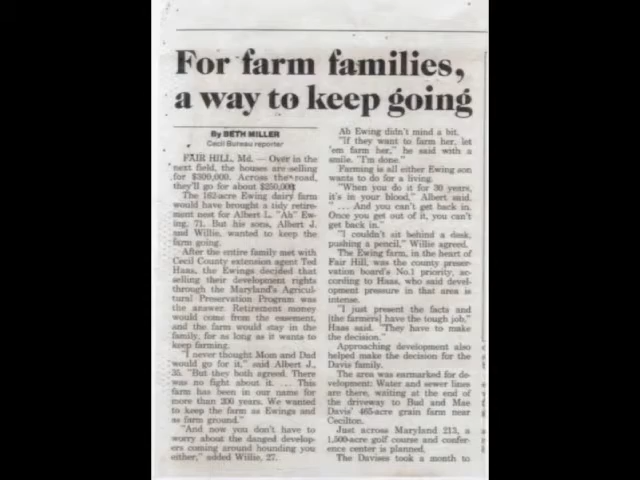 For farm families,
a way to keep going
By BETH MILLER
Cecil Bureau reporter
FAIR HILL, Md. — Over in the
next field, the houses are selling
for $309,000. Across the road,
they'll go for about $250,000.
The 162-acre Ewing dairy farm
would have brought a tidy retire-
ment nest for Albert L. "Ab" Ew-
ing, 71. But his sons, Albert J.
and Willie, wanted to keep the
farm going.
After the entire family met with
Cecil County extension agent Ted
Haas, the Ewings decided that
selling their development rights
through the Maryland's Agricul-
tural Preservation Program was
the answer. Retirement money
would come from the easement,
and the farm would stay in the
family, for as long as it wants to
keep farming.
"I never thought Mom and Dad
would go for it," said Albert J.,
35. "But they both agreed. There
was no fight about it. ... This
farm has been in our name for
more than 200 years. We wanted
to keep the farm as Ewings and
as farm ground."
"And now you don't have to
worry about the danged develop-
ers coming around hounding you
either," added Willie, 27.
Ab Ewing didn't mind a bit.
"If they want to farm her, let
'em farm her," he said with a
smile. "I'm done."
Farming is all either Ewing son
wants to do for a living.
"When you do it for 30 years,
it's in your blood," Albert said.
"... And you can't get back in.
Once you get out of it, you can't
get back in."
"I couldn't sit behind a desk,
pushing a pencil," Willie agreed.
The Ewing farm, in the heart of
Fair Hill, was the county preser-
vation board's No.1 priority, ac-
cording to Haas, who said devel-
opment pressure in that area is
intense.
"I just present the facts and
[the farmers] have the tough job,"
Haas said. "They have to make
the decision."
Approaching development also
helped make the decision for the
Davis family.
The area was earmarked for de-
velopment: Water and sewer lines
are there, waiting at the end of
the driveway to Bud and Mae
Davis' 465-acre grain farm near
Cecilton.
Just across Maryland 213, a
1,500-acre golf course and confer-
ence center is planned.
The Davises took a month to